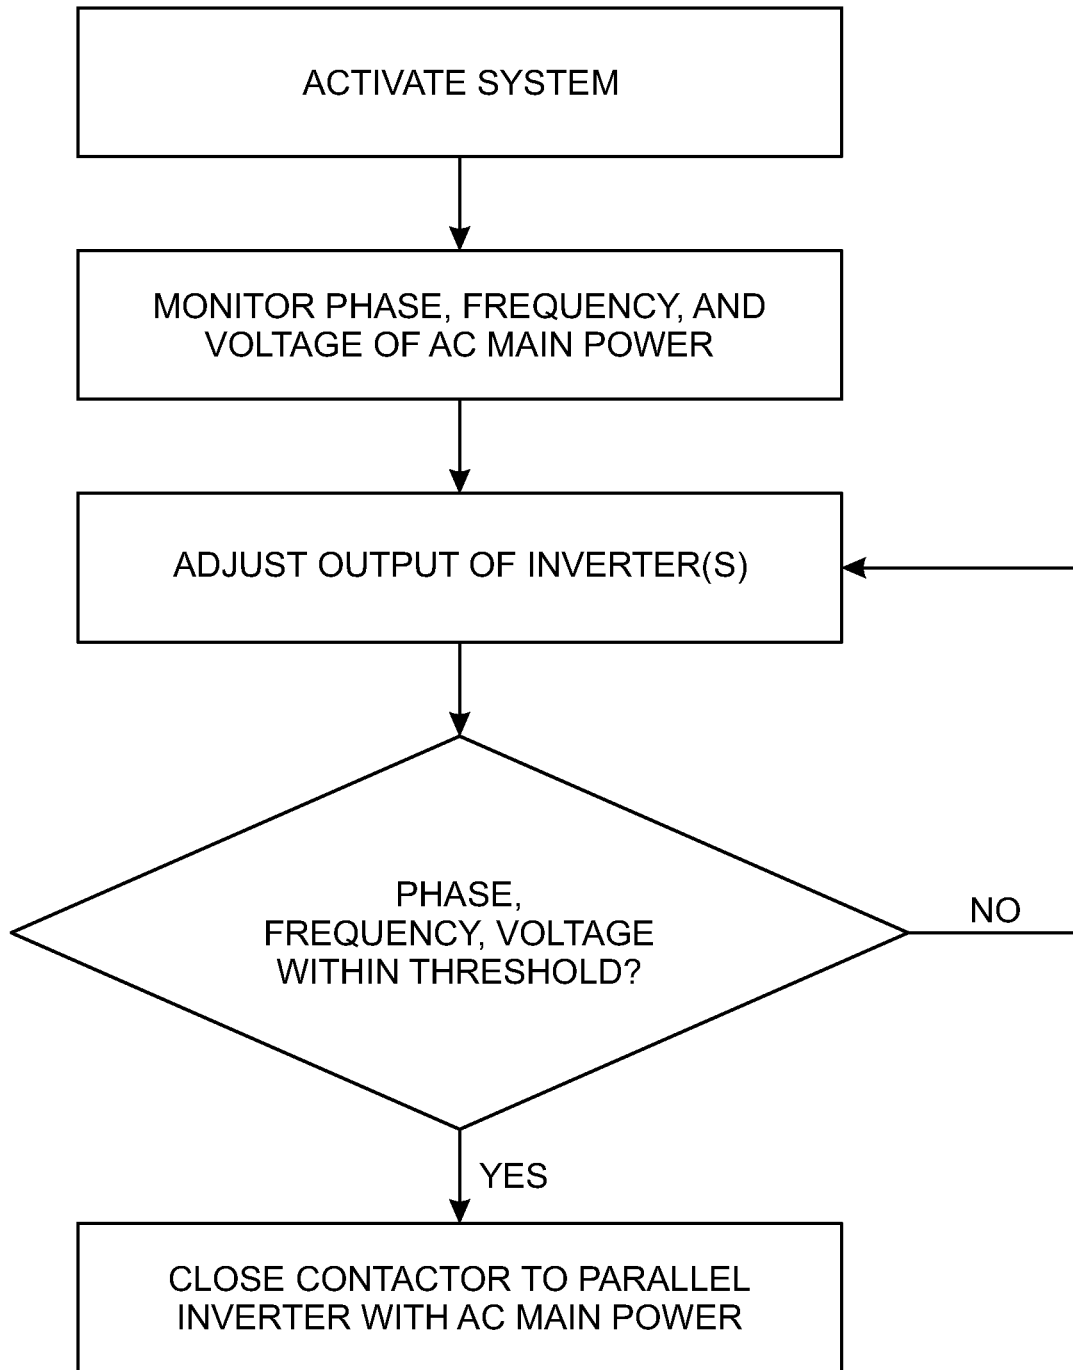 ACTIVATE SYSTEM
MONITOR PHASE, FREQUENCY, AND
VOLTAGE OF AC MAIN POWER
ADJUST OUTPUT OF INVERTER(S)
PHASE,
FREQUENCY, VOLTAGE
WITHIN THRESHOLD?
NO
YES
CLOSE CONTACTOR TO PARALLEL
INVERTER WITH AC MAIN POWER